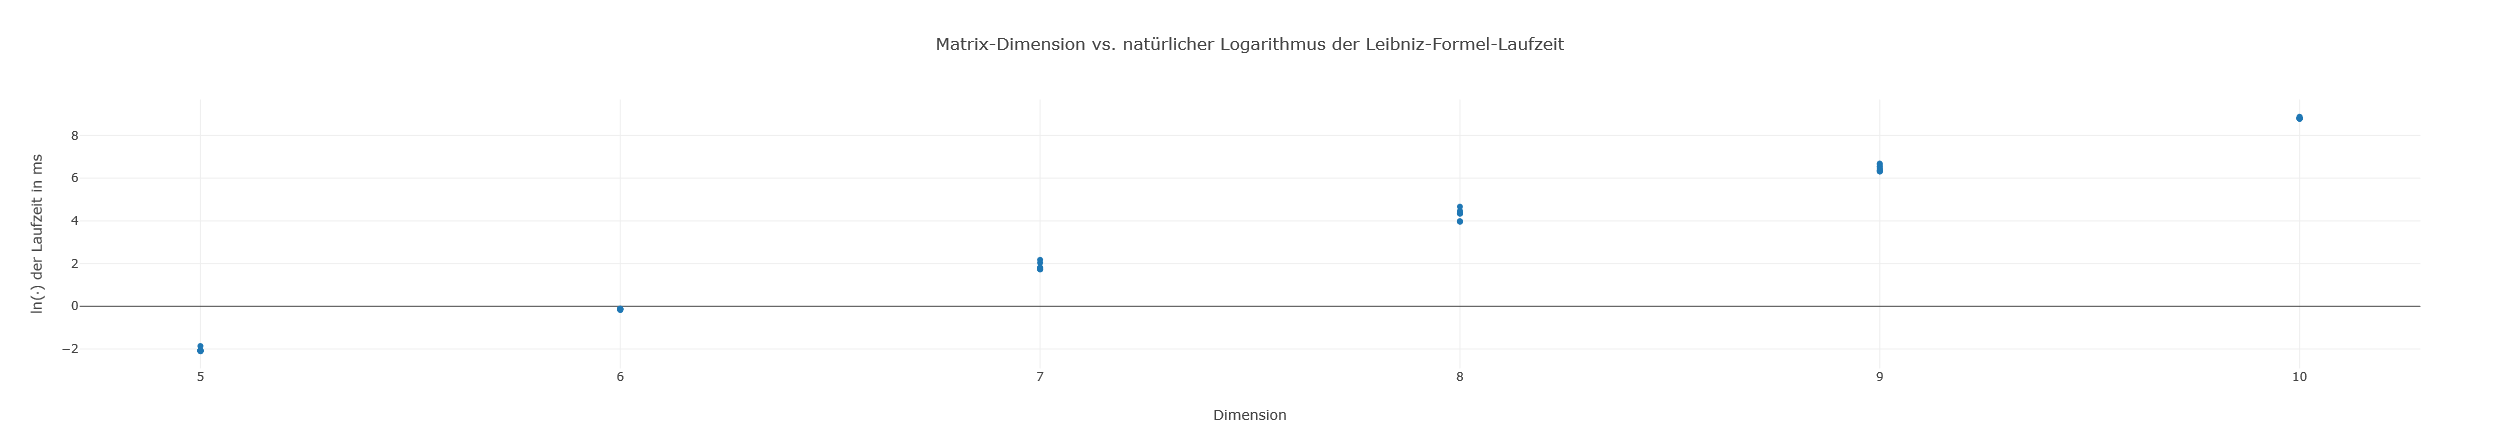 Matrix-Dimension vs. natürlicher Logarithmus der Leibniz-Formel-Laufzeit
ln(·) der Laufzeit in ms
8
6
4
2
0
−2
5 6 7 8 9 10
Dimension